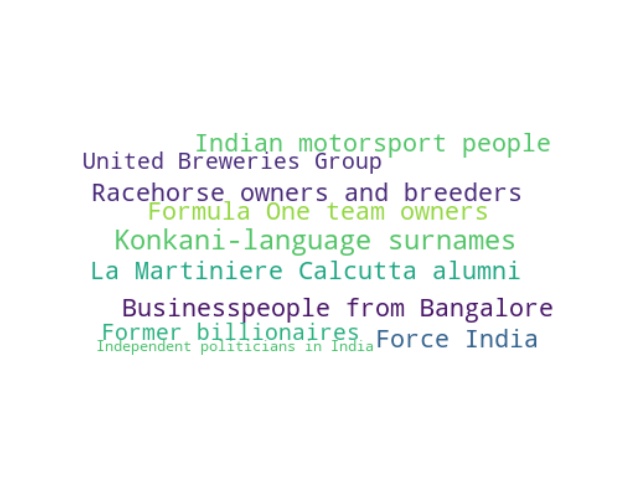 Indian motorsport people
United Breweries Group
Racehorse owners and breeders
Formula One team owners
Konkani-language surnames
La Martiniere Calcutta alumni
Businesspeople from Bangalore
Former billionaires
Force India
Independent politicians in India